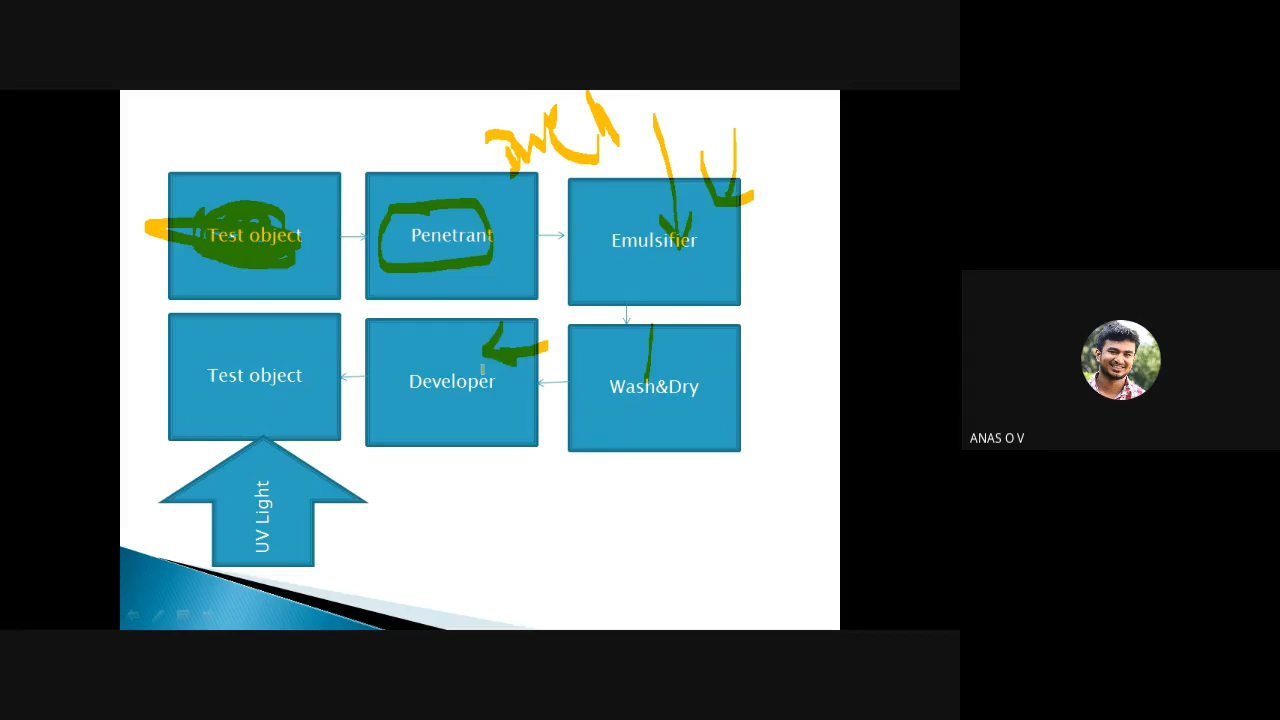 Test object
Penetrant
Emulsifier
Test object
Developer
Wash&Dry
UV Light
ANAS O V